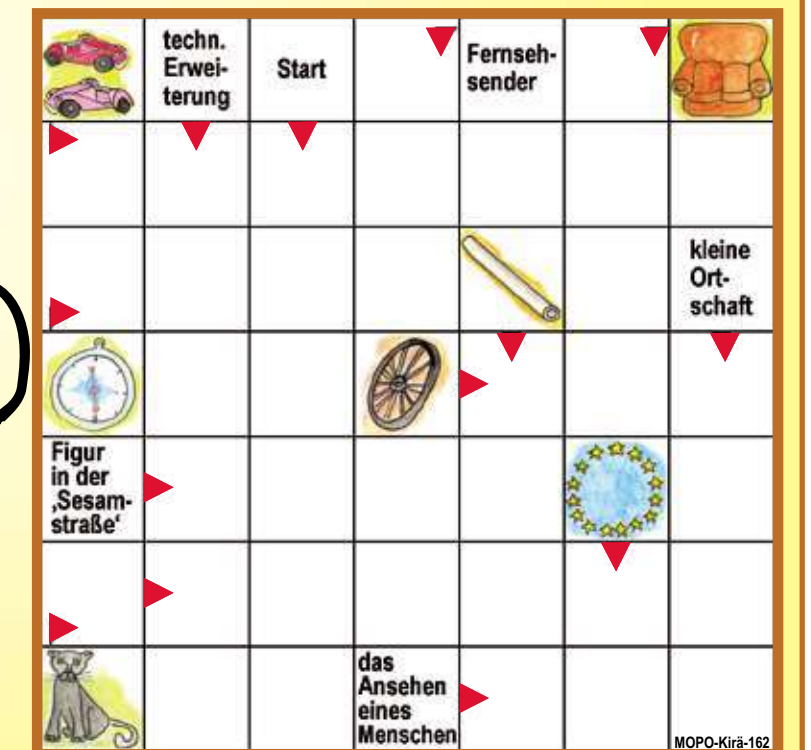 techn.
Erwei-
terung
Start
Fernseh-
sender
kleine
Ort-
schaft
Figur
in der
‚Sesam-
straße‘
das
Ansehen
eines
Menschen
MOPO-Kirä-162